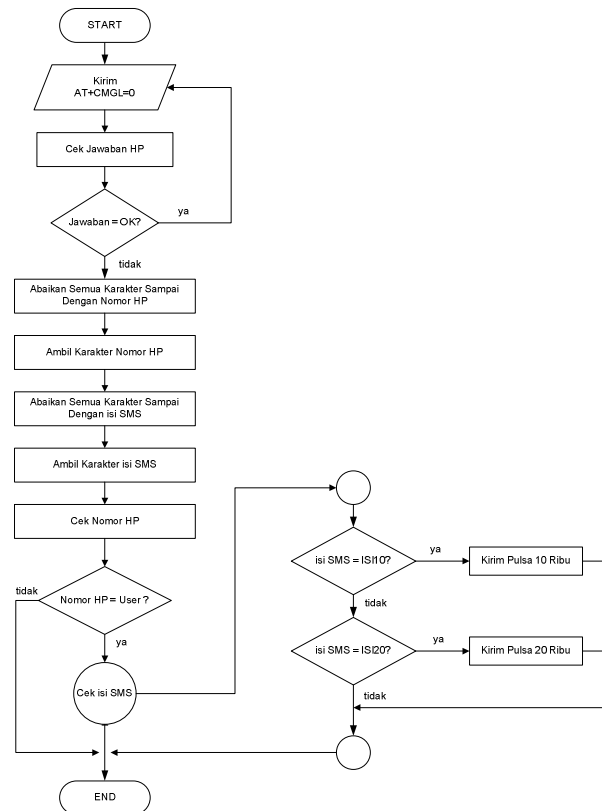 START
Kirim
AT+CMGL=0
Cek Jawaban HP
Jawaban = OK?
ya
tidak
Abaikan Semua Karakter Sampai
Dengan Nomor HP
Ambil Karakter Nomor HP
Abaikan Semua Karakter Sampai
Dengan isi SMS
Ambil Karakter isi SMS
Cek Nomor HP
Nomor HP = User ?
tidak
ya
Cek isi SMS
END
isi SMS = ISI10?
ya
Kirim Pulsa 10 Ribu
tidak
isi SMS = ISI20?
ya
Kirim Pulsa 20 Ribu
tidak